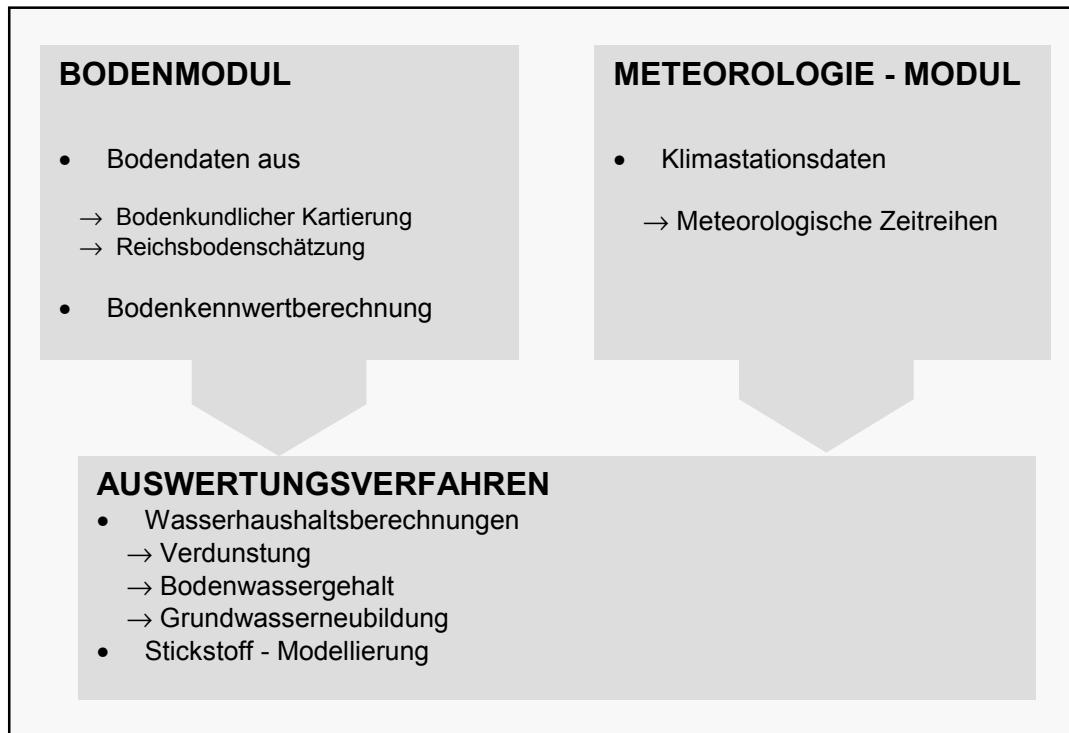 BODENMODUL
• Bodendaten aus
→ Bodenkundlicher Kartierung
→ Reichsbodenschätzung
• Bodenkennwertberechnung
METEOROLOGIE - MODUL
• Klimastationsdaten
→ Meteorologische Zeitreihen
AUSWERTUNGSVERFAHREN
• Wasserhaushaltsberechnungen
→ Verdunstung
→ Bodenwassergehalt
→ Grundwasserneubildung
• Stickstoff - Modellierung